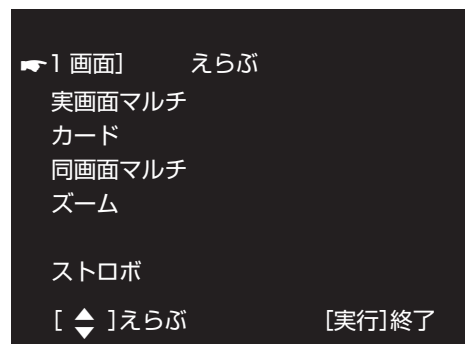 ☛1 画面] えらぶ
実画面マルチ
カード
同画面マルチ
ズーム
ストロボ
[ ▲▼ ]えらぶ [実行]終了